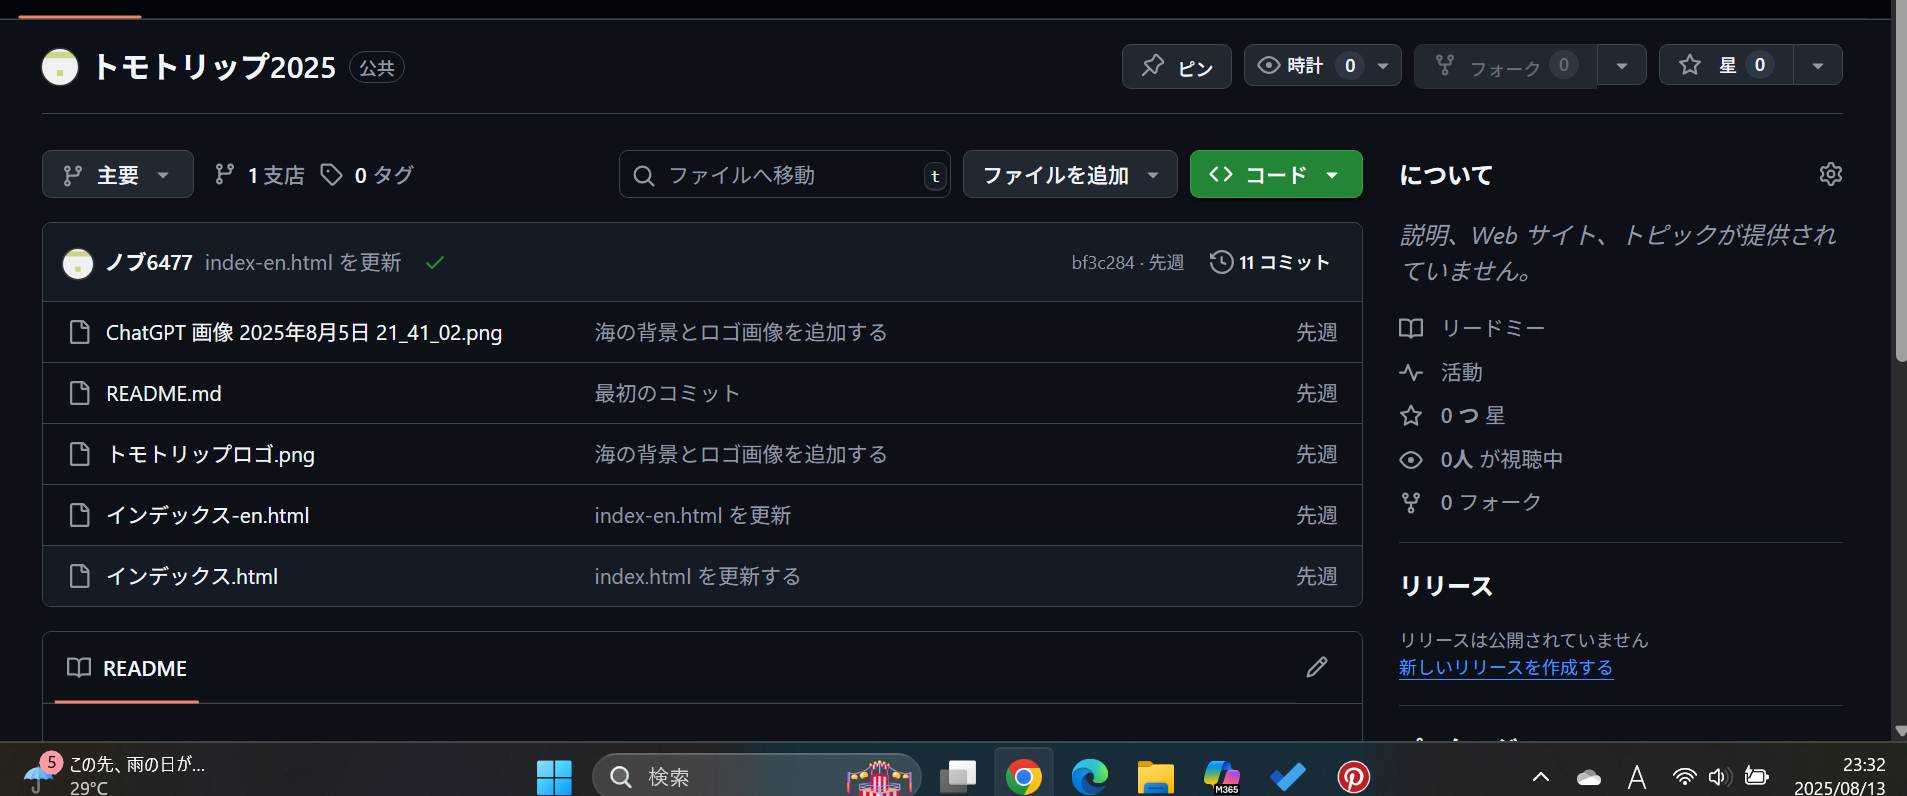 トモトリップ2025 公共
ピン
時計 0
フォーク 0
星 0
主要
1 支店
0 タグ
ファイルへ移動 t
ファイルを追加
コード
ノブ6477 index-en.html を更新
bf3c284 · 先週
11 コミット
ChatGPT 画像 2025年8月5日 21_41_02.png 海の背景とロゴ画像を追加する 先週
README.md 最初のコミット 先週
トモトリップロゴ.png 海の背景とロゴ画像を追加する 先週
インデックス-en.html index-en.html を更新 先週
インデックス.html index.html を更新する 先週
README
について
説明、Web サイト、トピックが提供され
ていません。
リードミー
活動
0 つ 星
0人 が視聴中
0 フォーク
リリース
リリースは公開されていません
新しいリリースを作成する
5
この先、雨の日が...
29°C
検索
M365
A
23:32
2025/08/13